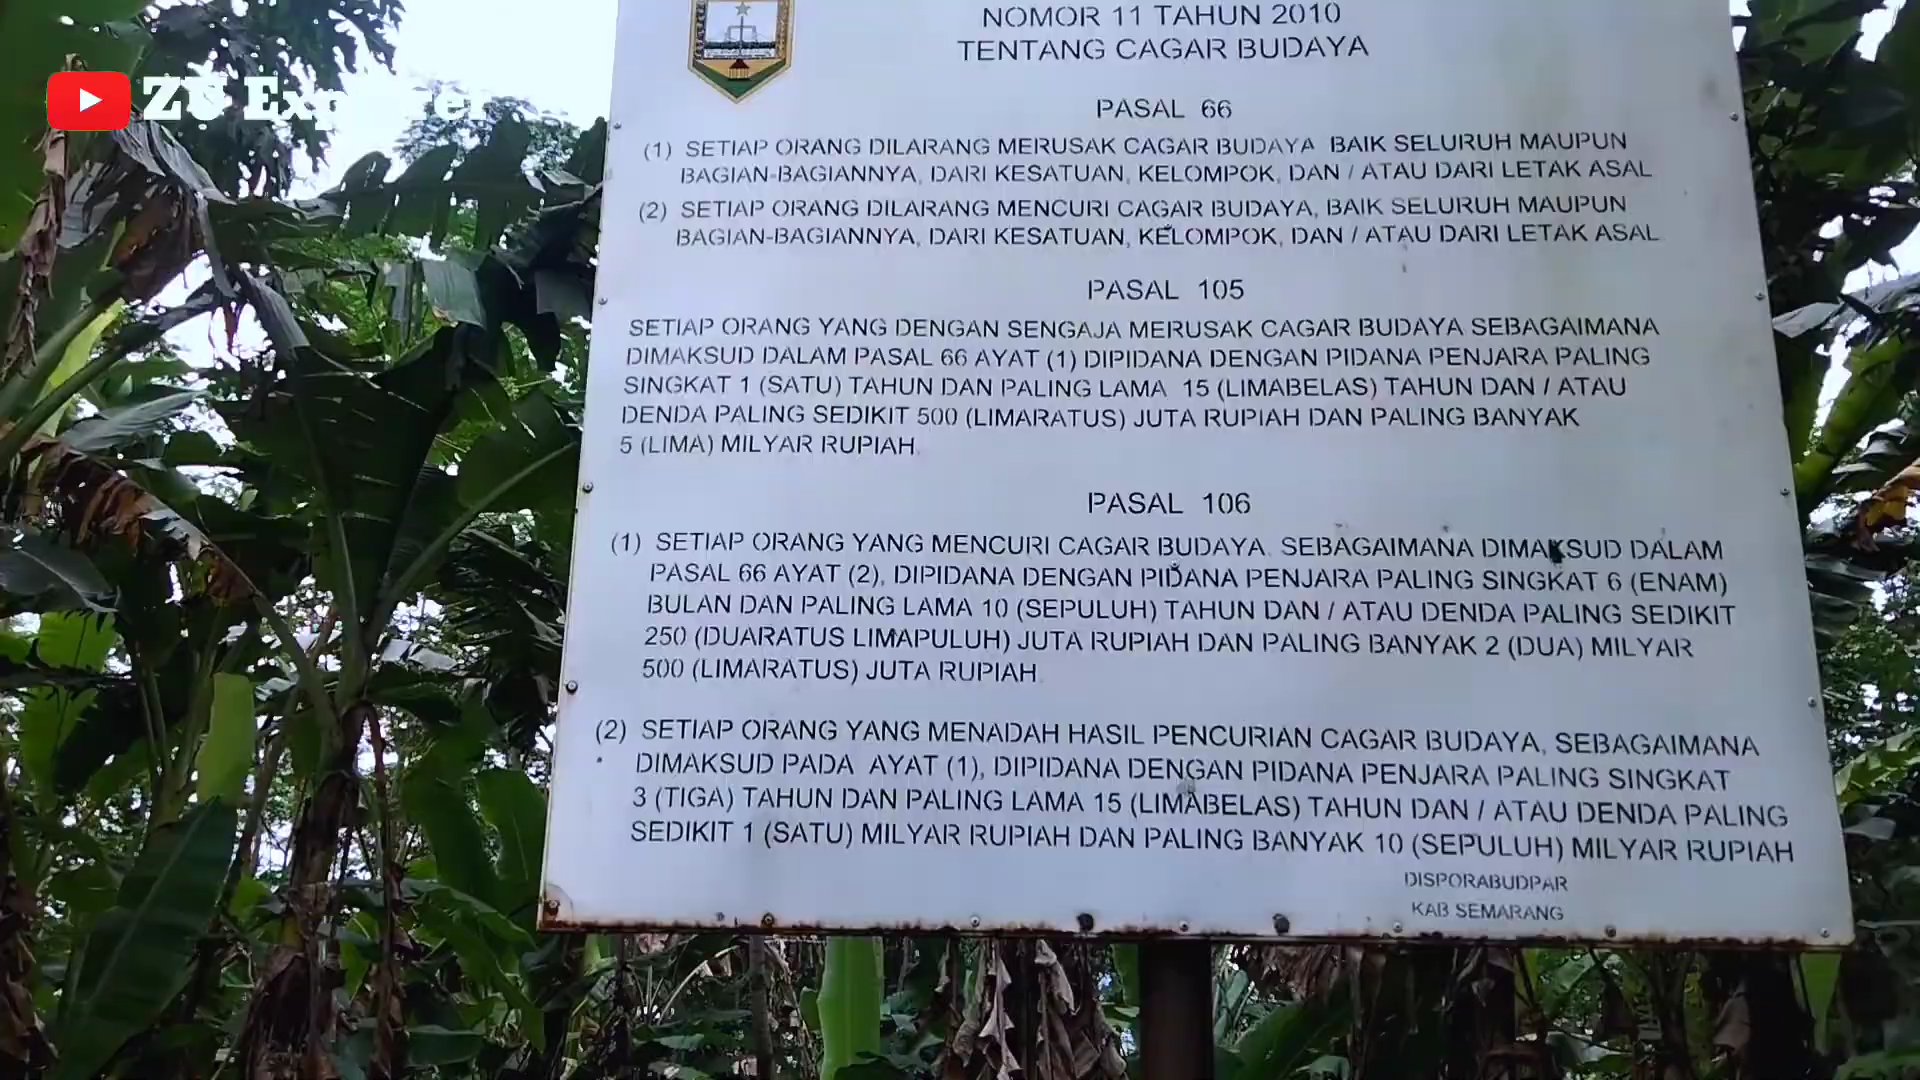 ZU Explorer
NOMOR 11 TAHUN 2010
TENTANG CAGAR BUDAYA
PASAL 66
(1) SETIAP ORANG DILARANG MERUSAK CAGAR BUDAYA BAIK SELURUH MAUPUN
BAGIAN-BAGIANNYA, DARI KESATUAN, KELOMPOK, DAN / ATAU DARI LETAK ASAL
(2) SETIAP ORANG DILARANG MENCURI CAGAR BUDAYA, BAIK SELURUH MAUPUN
BAGIAN-BAGIANNYA, DARI KESATUAN, KELOMPOK, DAN / ATAU DARI LETAK ASAL
PASAL 105
SETIAP ORANG YANG DENGAN SENGAJA MERUSAK CAGAR BUDAYA SEBAGAIMANA
DIMAKSUD DALAM PASAL 66 AYAT (1) DIPIDANA DENGAN PIDANA PENJARA PALING
SINGKAT 1 (SATU) TAHUN DAN PALING LAMA 15 (LIMABELAS) TAHUN DAN / ATAU
DENDA PALING SEDIKIT 500 (LIMARATUS) JUTA RUPIAH DAN PALING BANYAK
5 (LIMA) MILYAR RUPIAH.
PASAL 106
(1) SETIAP ORANG YANG MENCURI CAGAR BUDAYA, SEBAGAIMANA DIMAKSUD DALAM
PASAL 66 AYAT (2), DIPIDANA DENGAN PIDANA PENJARA PALING SINGKAT 6 (ENAM)
BULAN DAN PALING LAMA 10 (SEPULUH) TAHUN DAN / ATAU DENDA PALING SEDIKIT
250 (DUARATUS LIMAPULUH) JUTA RUPIAH DAN PALING BANYAK 2 (DUA) MILYAR
500 (LIMARATUS) JUTA RUPIAH.
(2) SETIAP ORANG YANG MENADAH HASIL PENCURIAN CAGAR BUDAYA, SEBAGAIMANA
DIMAKSUD PADA AYAT (1), DIPIDANA DENGAN PIDANA PENJARA PALING SINGKAT
3 (TIGA) TAHUN DAN PALING LAMA 15 (LIMABELAS) TAHUN DAN / ATAU DENDA PALING
SEDIKIT 1 (SATU) MILYAR RUPIAH DAN PALING BANYAK 10 (SEPULUH) MILYAR RUPIAH
DISPORABUDPAR
KAB SEMARANG